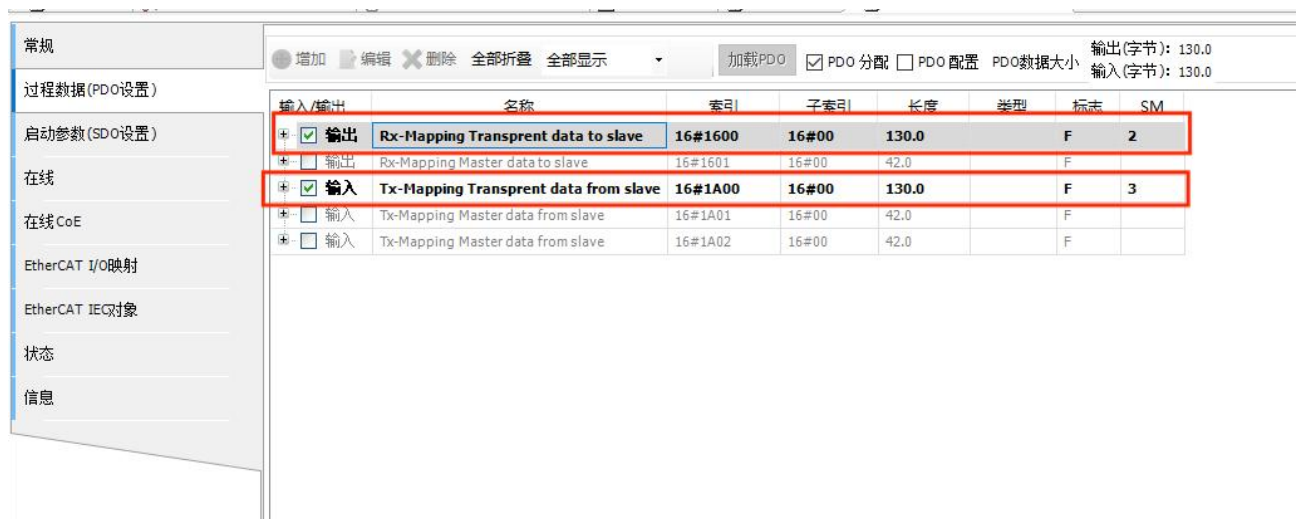 常规
过程数据(PDO设置)
启动参数(SDO设置)
在线
在线CoE
EtherCAT I/O映射
EtherCAT IEC对象
状态
信息
增加 编辑 删除 全部折叠 全部显示 加载PDO PDO 分配 PDO 配置 PDO数据大小 输出(字节): 130.0
输入(字节): 130.0
输入/输出 名称 索引 子索引 长度 类型 标志 SM
输出 Rx-Mapping Transprent data to slave 16#1600 16#00 130.0 F 2
输出 Rx-Mapping Master data to slave 16#1601 16#00 42.0 F
输入 Tx-Mapping Transprent data from slave 16#1A00 16#00 130.0 F 3
输入 Tx-Mapping Master data from slave 16#1A01 16#00 42.0 F
输入 Tx-Mapping Master data from slave 16#1A02 16#00 42.0 F